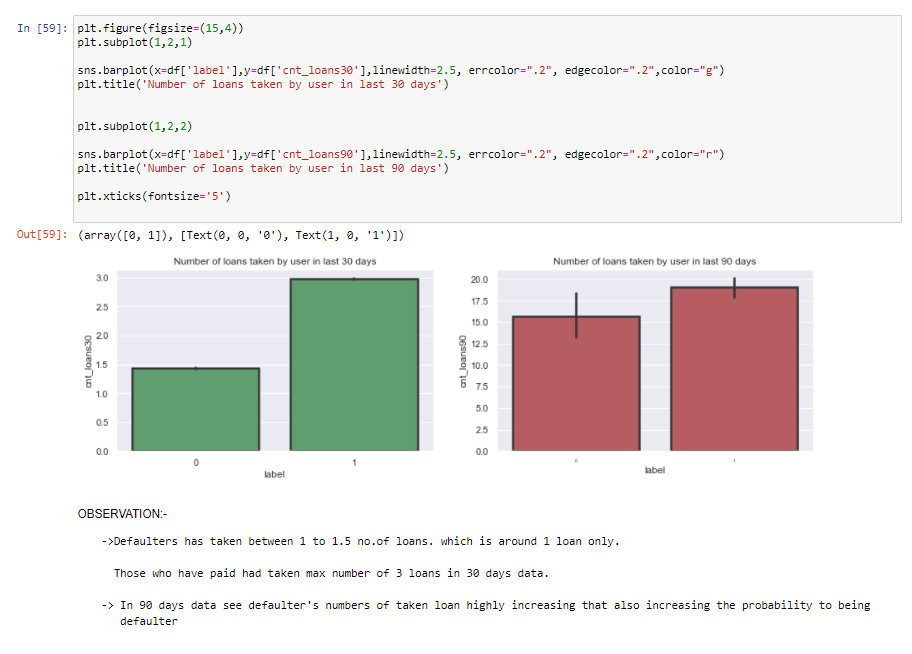 In [59]: plt.figure(figsize=(15,4))
plt.subplot(1,2,1)
sns.barplot(x=df['label'],y=df['cnt_loans30'],linewidth=2.5, errcolor=".2", edgecolor=".2",color="g")
plt.title('Number of loans taken by user in last 30 days')
plt.subplot(1,2,2)
sns.barplot(x=df['label'],y=df['cnt_loans90'],linewidth=2.5, errcolor=".2", edgecolor=".2",color="r")
plt.title('Number of loans taken by user in last 90 days')
plt.xticks(fontsize='5')
Out[59]: (array([0, 1]), [Text(0, 0, '0'), Text(1, 0, '1')])
Number of loans taken by user in last 30 days
3.0
2.5
2.0
1.5
1.0
0.5
0.0
cnt_loans30
0 1
label
Number of loans taken by user in last 90 days
20.0
17.5
15.0
12.5
10.0
7.5
5.0
2.5
0.0
cnt_loans90
0 1
label
OBSERVATION:-
->Defaulters has taken between 1 to 1.5 no.of loans. which is around 1 loan only.
Those who have paid had taken max number of 3 loans in 30 days data.
-> In 90 days data see defaulter's numbers of taken loan highly increasing that also increasing the probability to being
defaulter